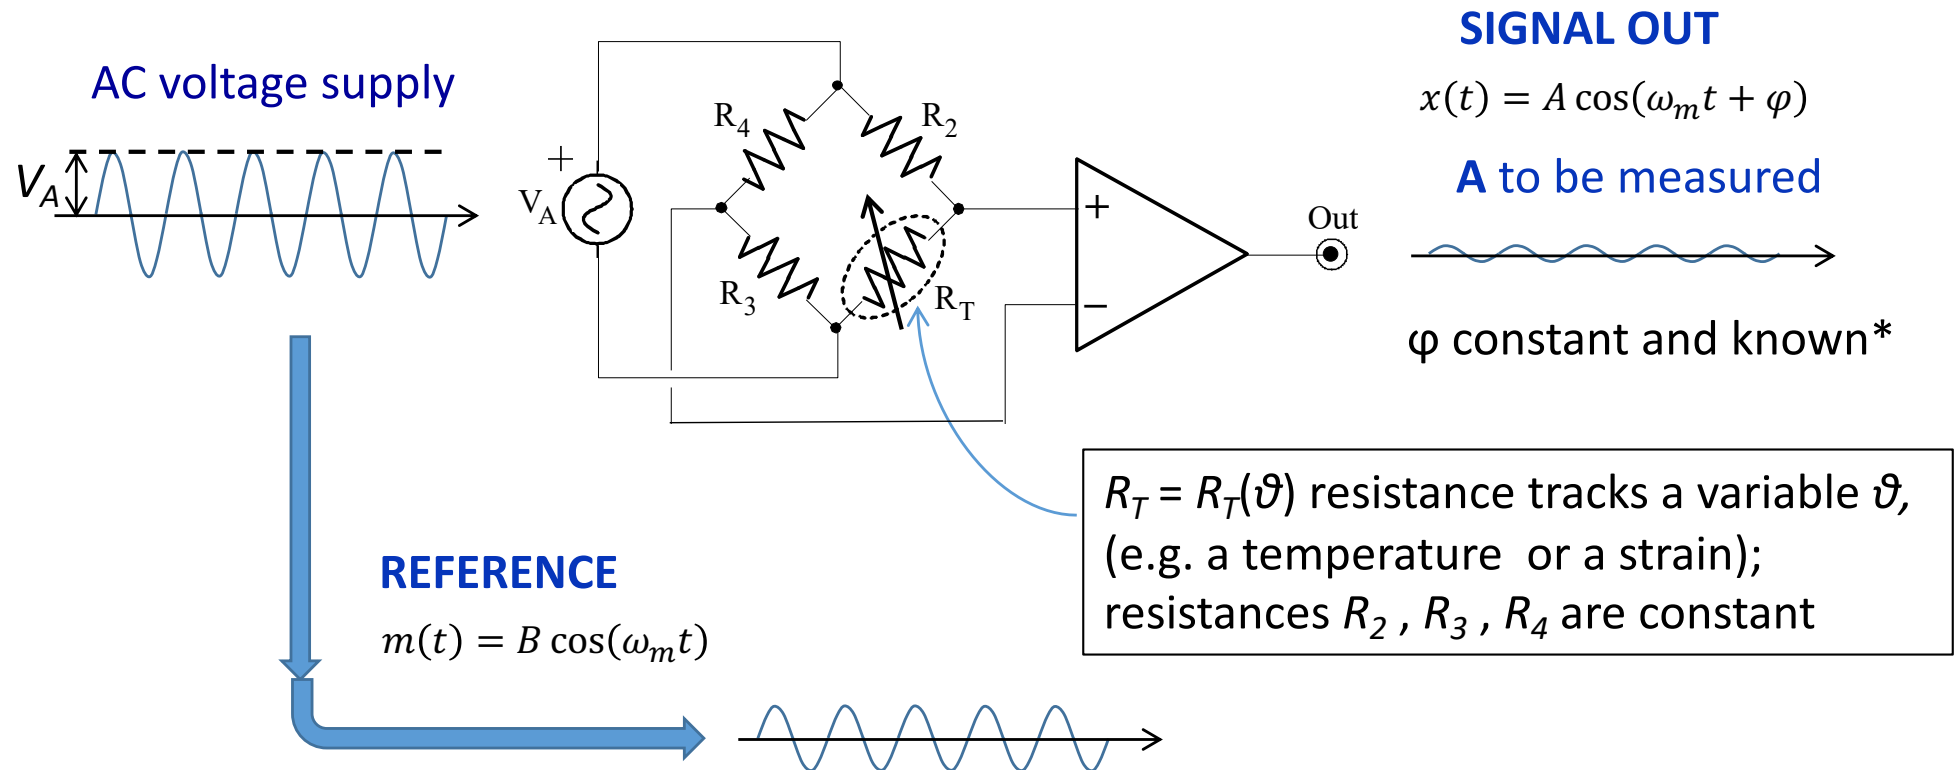 SIGNAL OUT
AC voltage supply
x(t) = A cos(ω_m t + φ)
V_A
R_4
R_2
A to be measured
+
V_A
+
Out
R_3
R_T
−
φ constant and known*
R_T = R_T(ϑ) resistance tracks a variable ϑ,
(e.g. a temperature or a strain);
resistances R_2 , R_3 , R_4 are constant
REFERENCE
m(t) = B cos(ω_m t)